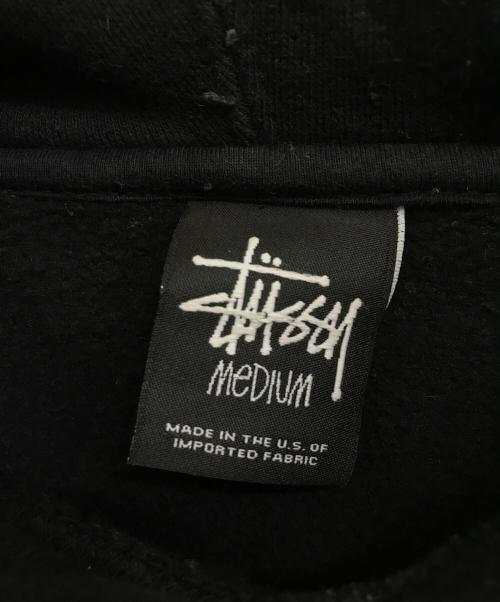 Stüssy
MEDIUM
MADE IN THE U.S. OF
IMPORTED FABRIC